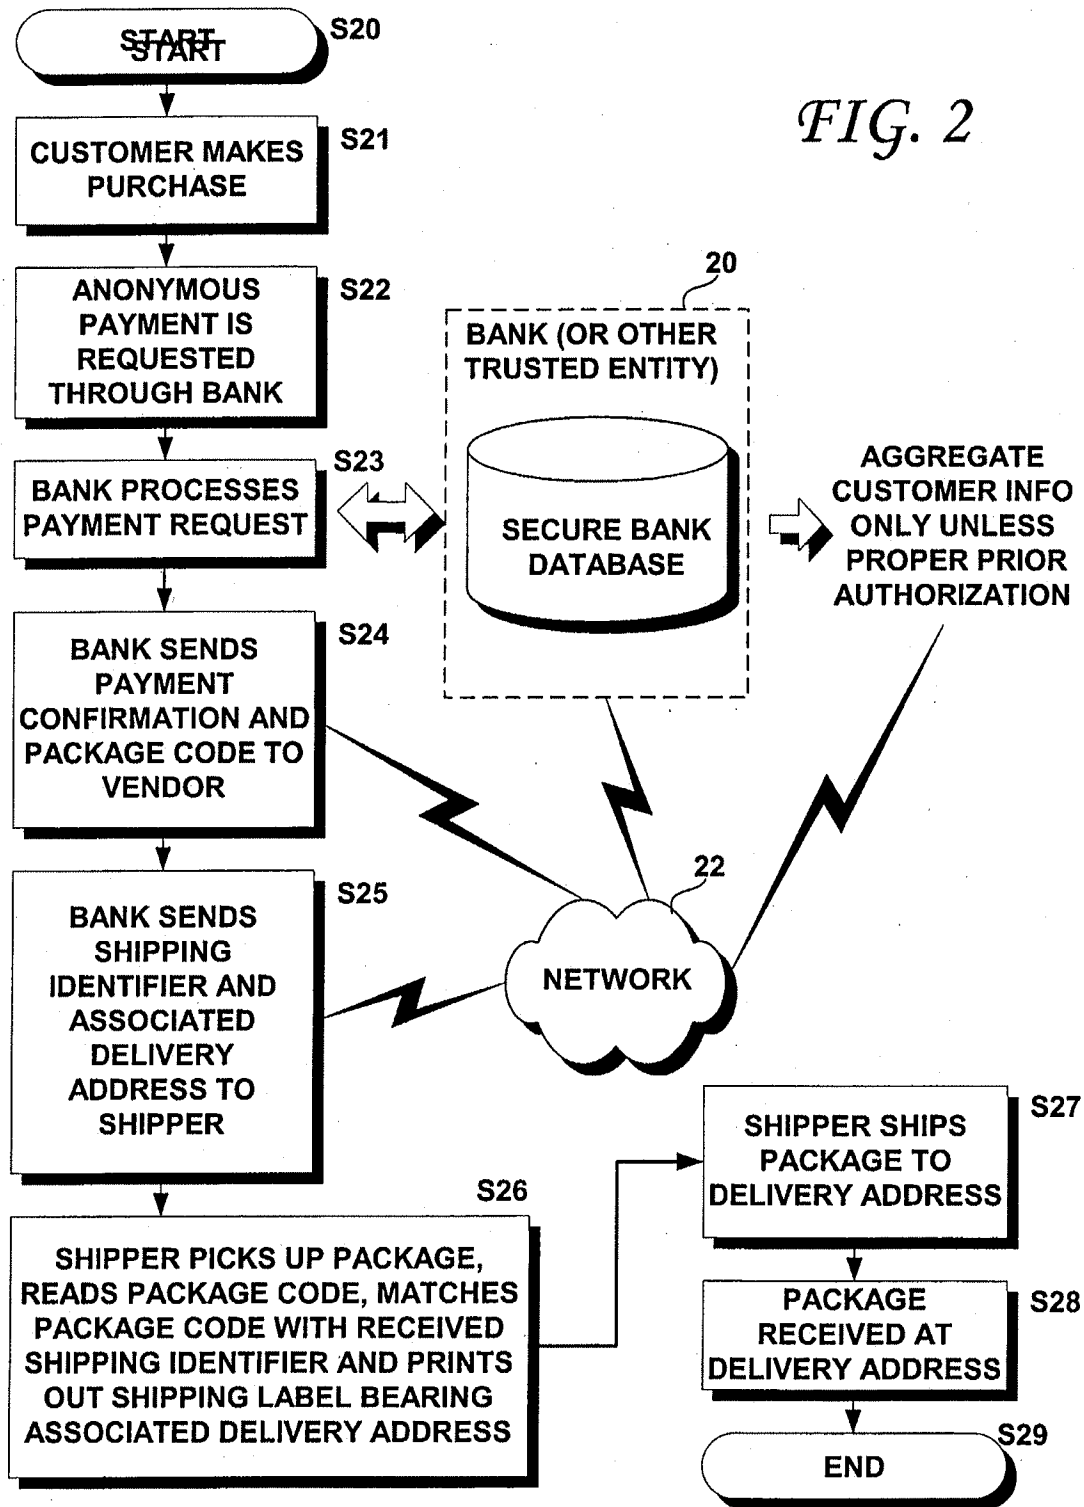 START
START
S20
FIG. 2
CUSTOMER MAKES
PURCHASE
S21
ANONYMOUS
PAYMENT IS
REQUESTED
THROUGH BANK
S22
BANK PROCESSES
PAYMENT REQUEST
S23
20
BANK (OR OTHER
TRUSTED ENTITY)
SECURE BANK
DATABASE
AGGREGATE
CUSTOMER INFO
ONLY UNLESS
PROPER PRIOR
AUTHORIZATION
BANK SENDS
PAYMENT
CONFIRMATION AND
PACKAGE CODE TO
VENDOR
S24
BANK SENDS
SHIPPING
IDENTIFIER AND
ASSOCIATED
DELIVERY
ADDRESS TO
SHIPPER
S25
22
NETWORK
SHIPPER PICKS UP PACKAGE,
READS PACKAGE CODE, MATCHES
PACKAGE CODE WITH RECEIVED
SHIPPING IDENTIFIER AND PRINTS
OUT SHIPPING LABEL BEARING
ASSOCIATED DELIVERY ADDRESS
S26
SHIPPER SHIPS
PACKAGE TO
DELIVERY ADDRESS
S27
PACKAGE
RECEIVED AT
DELIVERY ADDRESS
S28
END
S29